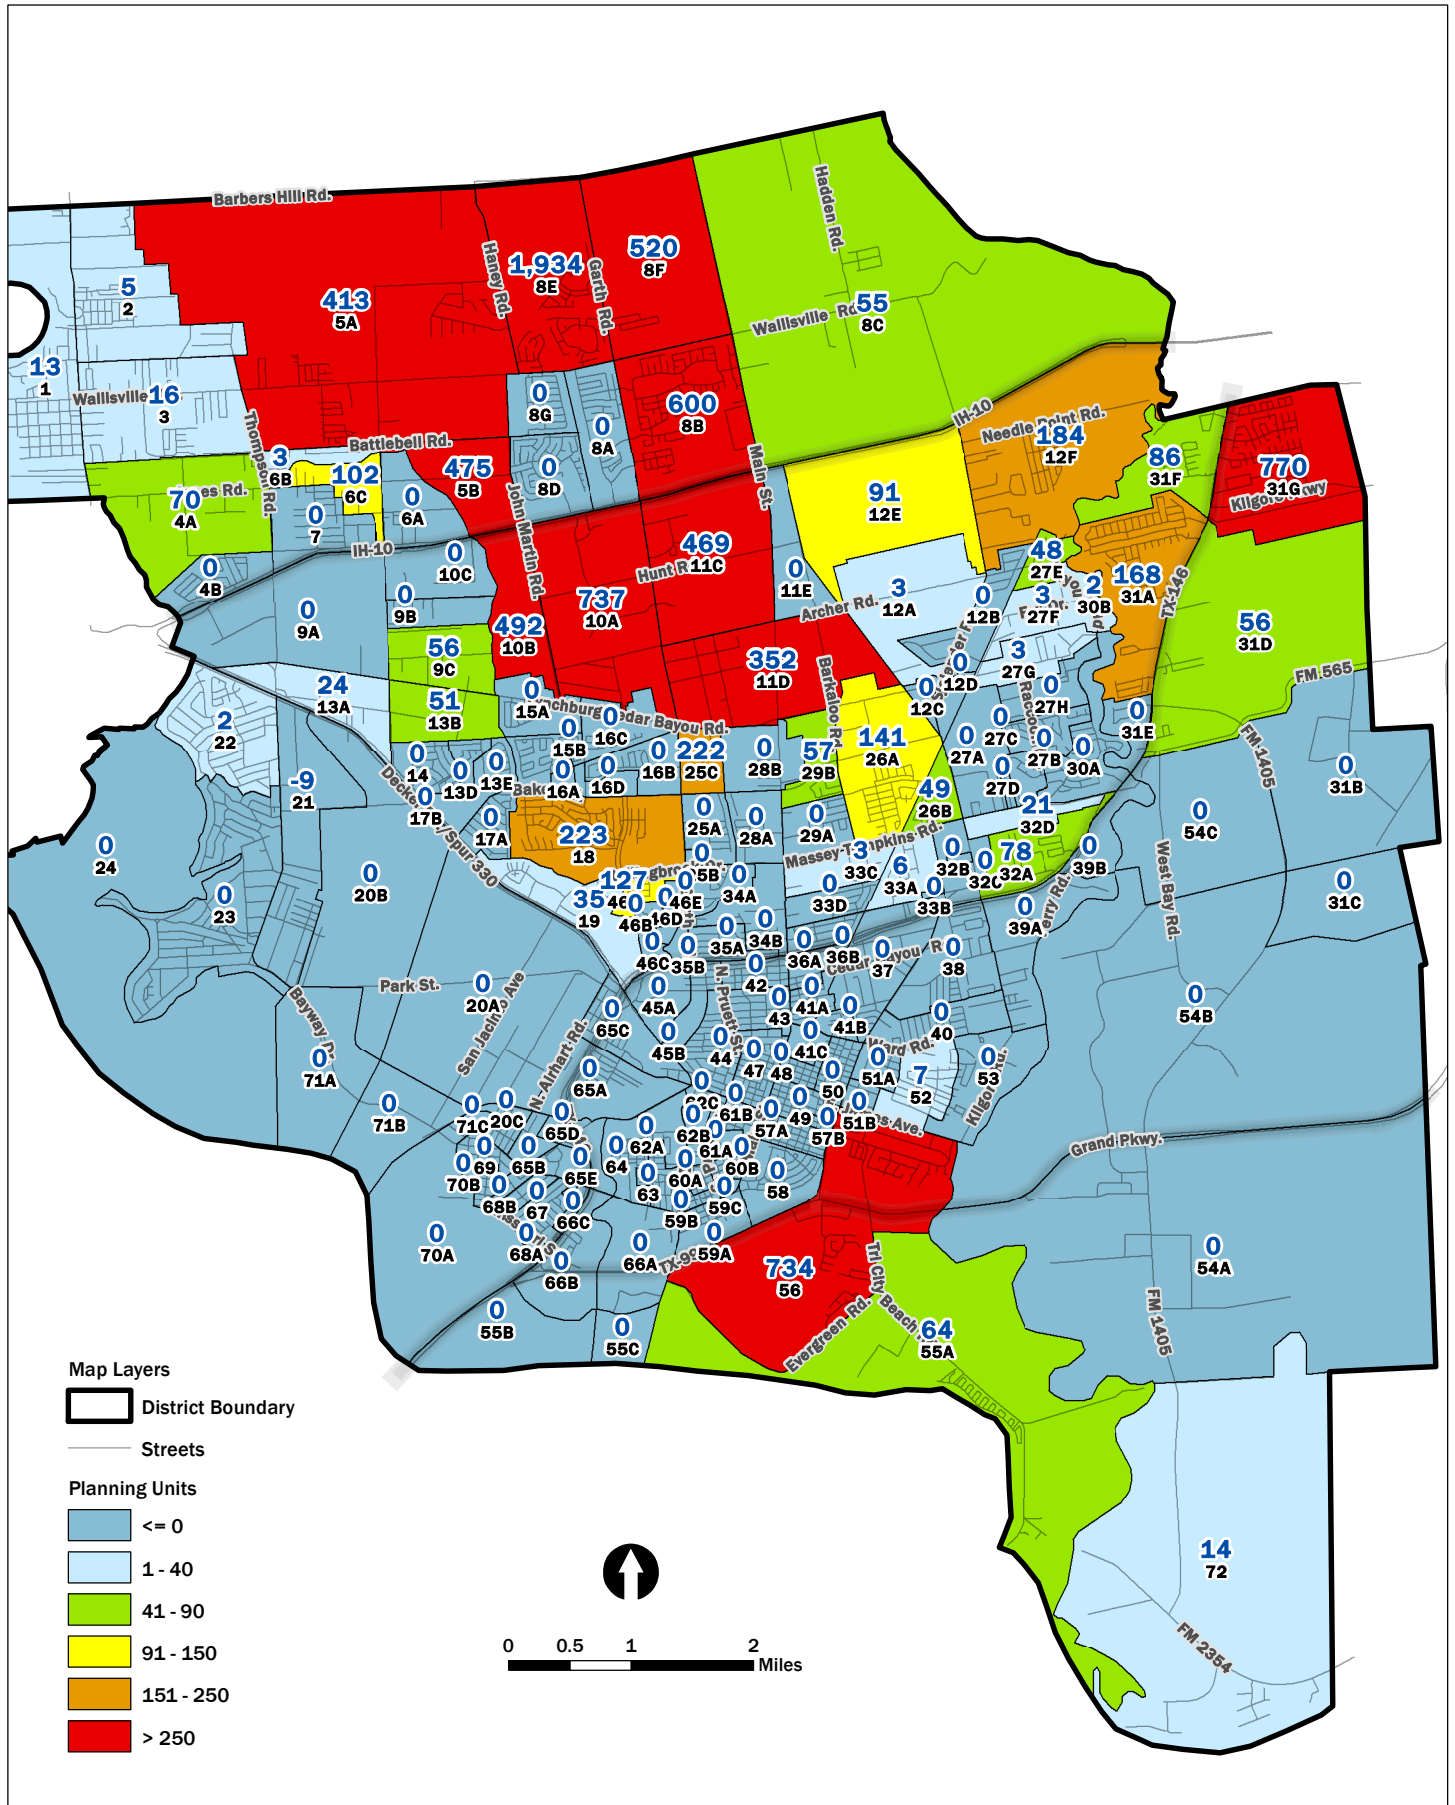 Barbers Hill Rd.
Haney Rd.
Garth Rd.
Hadden Rd.
1,934
8E
520
8F
5
2
413
5A
55
8C
Wallisville Rd.
13
1
Wallisville
16
3
0
8G
600
8B
0
8A
IH-10
Needle Point Rd.
184
12F
Thompson Rd.
Battlebell Rd.
3
6B
102
6C
475
5B
0
8D
Main St.
86
31F
770
31G
Kilgore Pkwy
70
4A
es Rd.
0
6A
John Martin Rd.
91
12E
0
7
IH-10
0
10C
469
11C
Hunt R
48
27E
0
4B
0
11E
3
12A
Archer Rd.
0
12B
3
27F
2
30B
168
31A
TX-146
0
9A
0
9B
492
10B
737
10A
56
31D
56
9C
352
11D
Barkaloo Rd
3
27G
0
12D
FM 565
24
13A
51
13B
0
15A
nchburg
edar Bayou Rd.
0
12C
0
27H
2
22
0
15B
0
16C
0
16B
222
25C
0
28B
57
29B
141
26A
0
27A
0
27C
0
27B
0
30A
0
31E
FM-1405
-9
21
0
14
0
13D
0
13E
0
16A
0
16D
0
27D
0
31B
0
17B
Spur 330
0
17A
0
25A
0
28A
0
29A
49
26B
21
32D
0
54C
223
18
Massey Tompkins Rd.
0
24
0
20B
0
25B
3
33C
6
33A
0
32B
0
32C
78
32A
0
39B
West Bay Rd.
0
23
35
19
127
46
0
46B
0
46D
0
46E
0
34A
0
33D
0
33B
0
39A
erry Rd.
0
31C
0
46C
0
35B
0
35A
0
34B
0
36A
0
36B
0
37
0
38
Park St.
0
20A
San Jacinto Ave
0
45A
N. Pruett St.
0
42
0
43
0
41A
0
41B
0
40
0
54B
Bayway Dr.
0
65C
N. Airhart Rd.
0
45B
0
44
0
47
0
48
0
41C
Ward Rd.
0
71A
0
65A
0
50
0
51A
7
52
0
53
0
71B
0
71C
0
20C
0
65D
0
62C
0
61B
0
57A
0
49
0
57B
0
51B
Ave.
Grand Pkwy.
0
69
0
65B
0
62A
0
62B
0
61A
0
60B
0
70B
0
65E
0
64
0
63
0
60A
0
58
0
68B
0
67
0
66C
0
59B
0
59C
0
70A
0
68A
0
66B
0
66A
TX-99
0
59A
734
56
Tri City Beach
0
54A
0
55B
0
55C
Evergreen Rd.
64
55A
FM 1405
Map Layers
District Boundary
Streets
Planning Units
<= 0
1 - 40
41 - 90
91 - 150
151 - 250
> 250
0 0.5 1 2
Miles
14
72
FM 2354